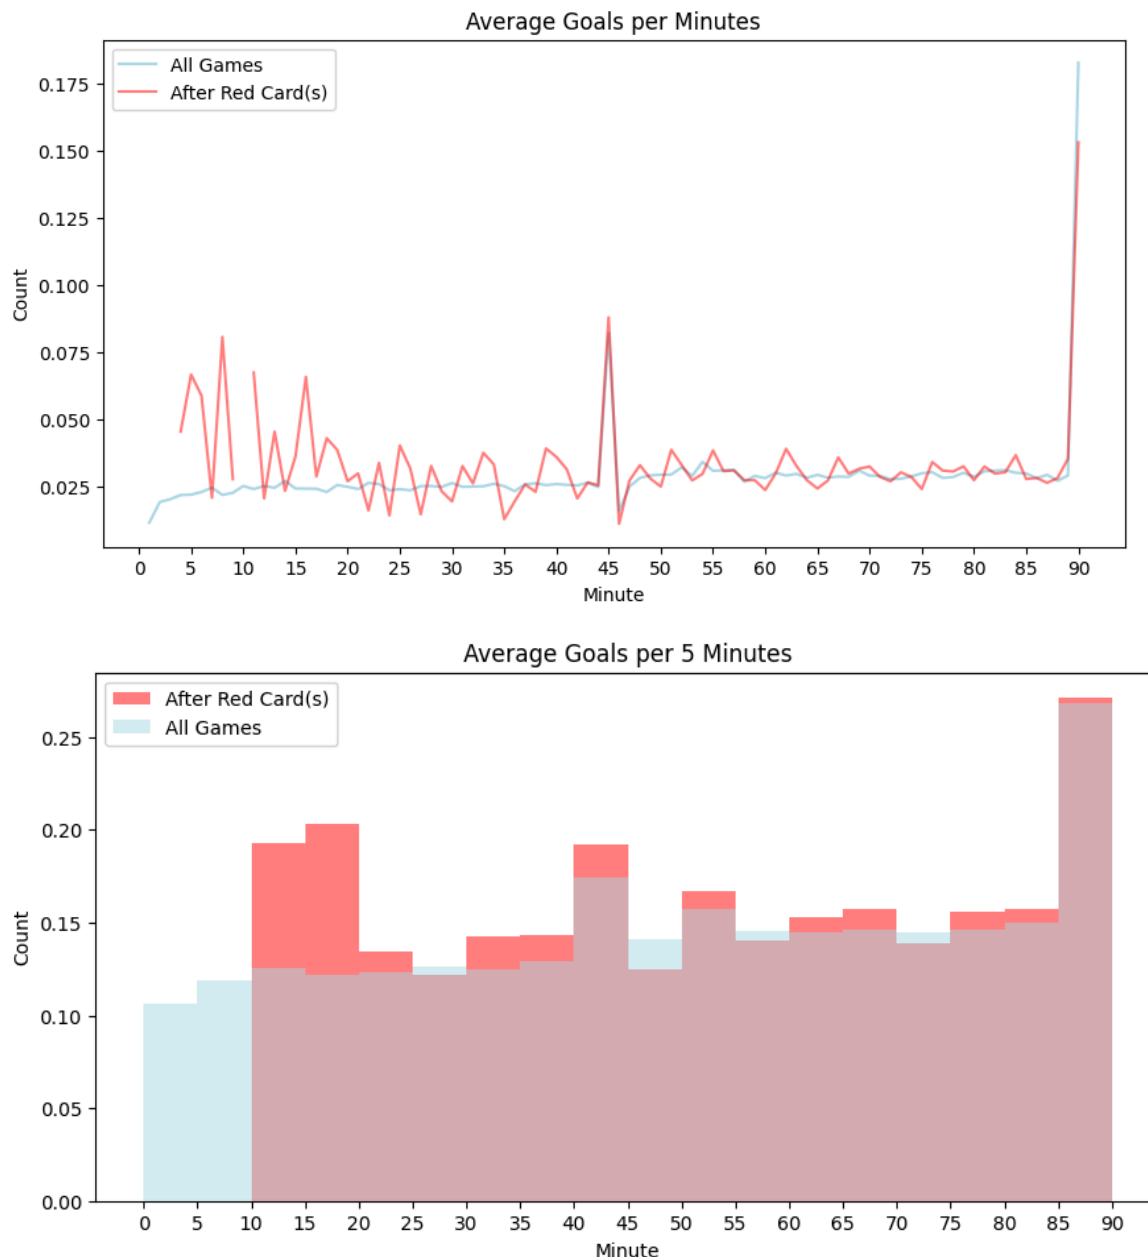 Average Goals per Minutes
All Games
After Red Card(s)
0.175
0.150
0.125
0.100
0.075
0.050
0.025
Count
0 5 10 15 20 25 30 35 40 45 50 55 60 65 70 75 80 85 90
Minute
Average Goals per 5 Minutes
After Red Card(s)
All Games
0.25
0.20
0.15
0.10
0.05
0.00
Count
0 5 10 15 20 25 30 35 40 45 50 55 60 65 70 75 80 85 90
Minute